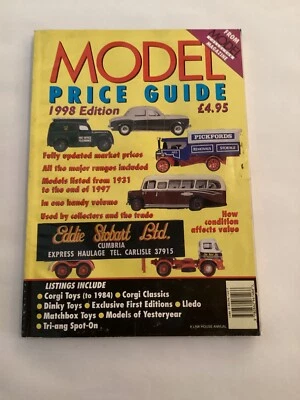 FROM
MAGAZINE
MODEL
PRICE GUIDE
1998 Edition
£4.95
Fully updated market prices
PICKFORDS
All the major ranges included
Models listed from 1931
to the end of 1997
In one handy volume
Used by collectors and the trade
How
condition
affects value
Eddie Stobart Ltd.
CUMBRIA
EXPRESS HAULAGE TEL. CARLISLE 37915
LISTINGS INCLUDE
• Corgi Toys (to 1984) • Corgi Classics
• Dinky Toys • Exclusive First Editions • Lledo
• Matchbox Toys • Models of Yesteryear
• Tri-ang Spot-On